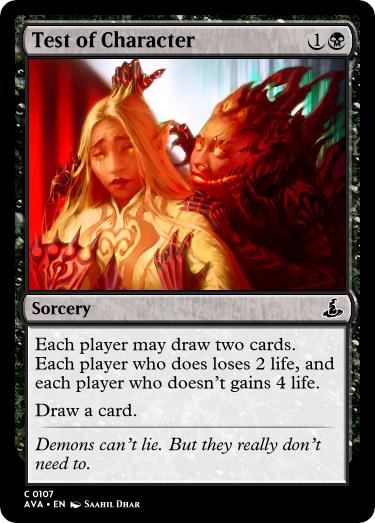 Test of Character 1
Sorcery
Each player may draw two cards.
Each player who does loses 2 life, and
each player who doesn't gains 4 life.
Draw a card.
Demons can't lie. But they really don't
need to.
C 0107
AVA • EN Saahil Dhar